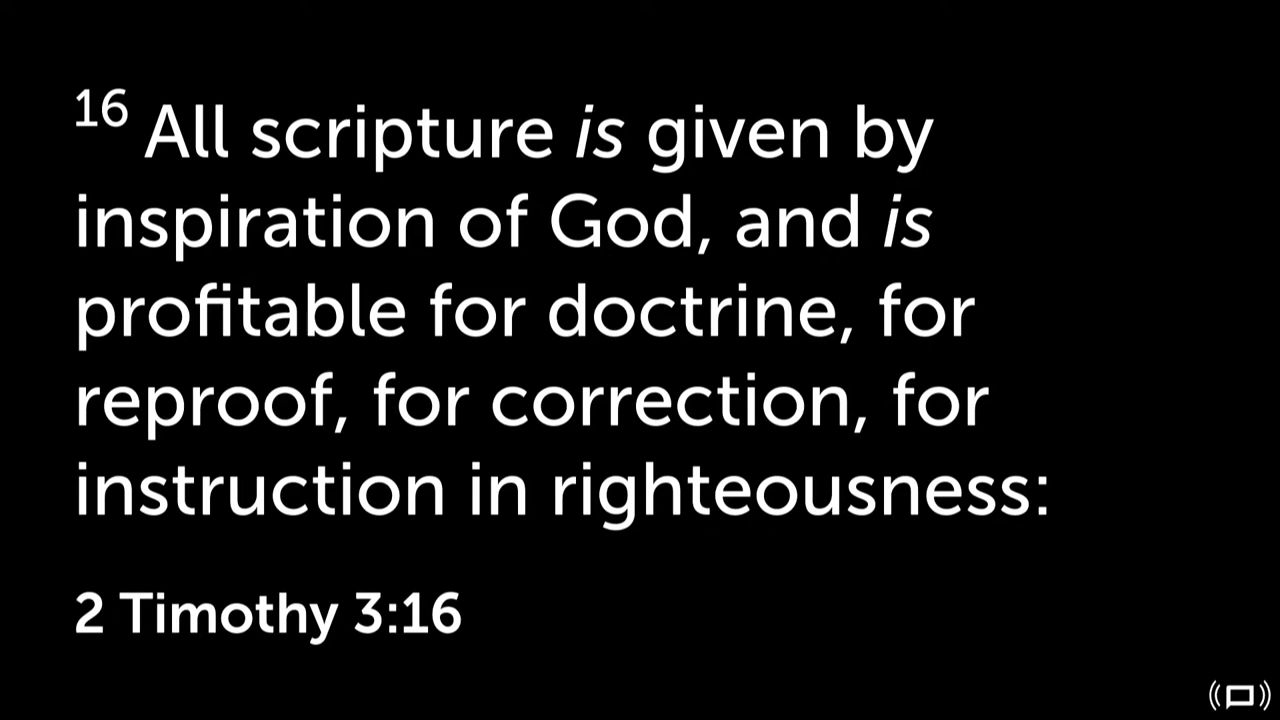 16 All scripture is given by
inspiration of God, and is
profitable for doctrine, for
reproof, for correction, for
instruction in righteousness:
2 Timothy 3:16